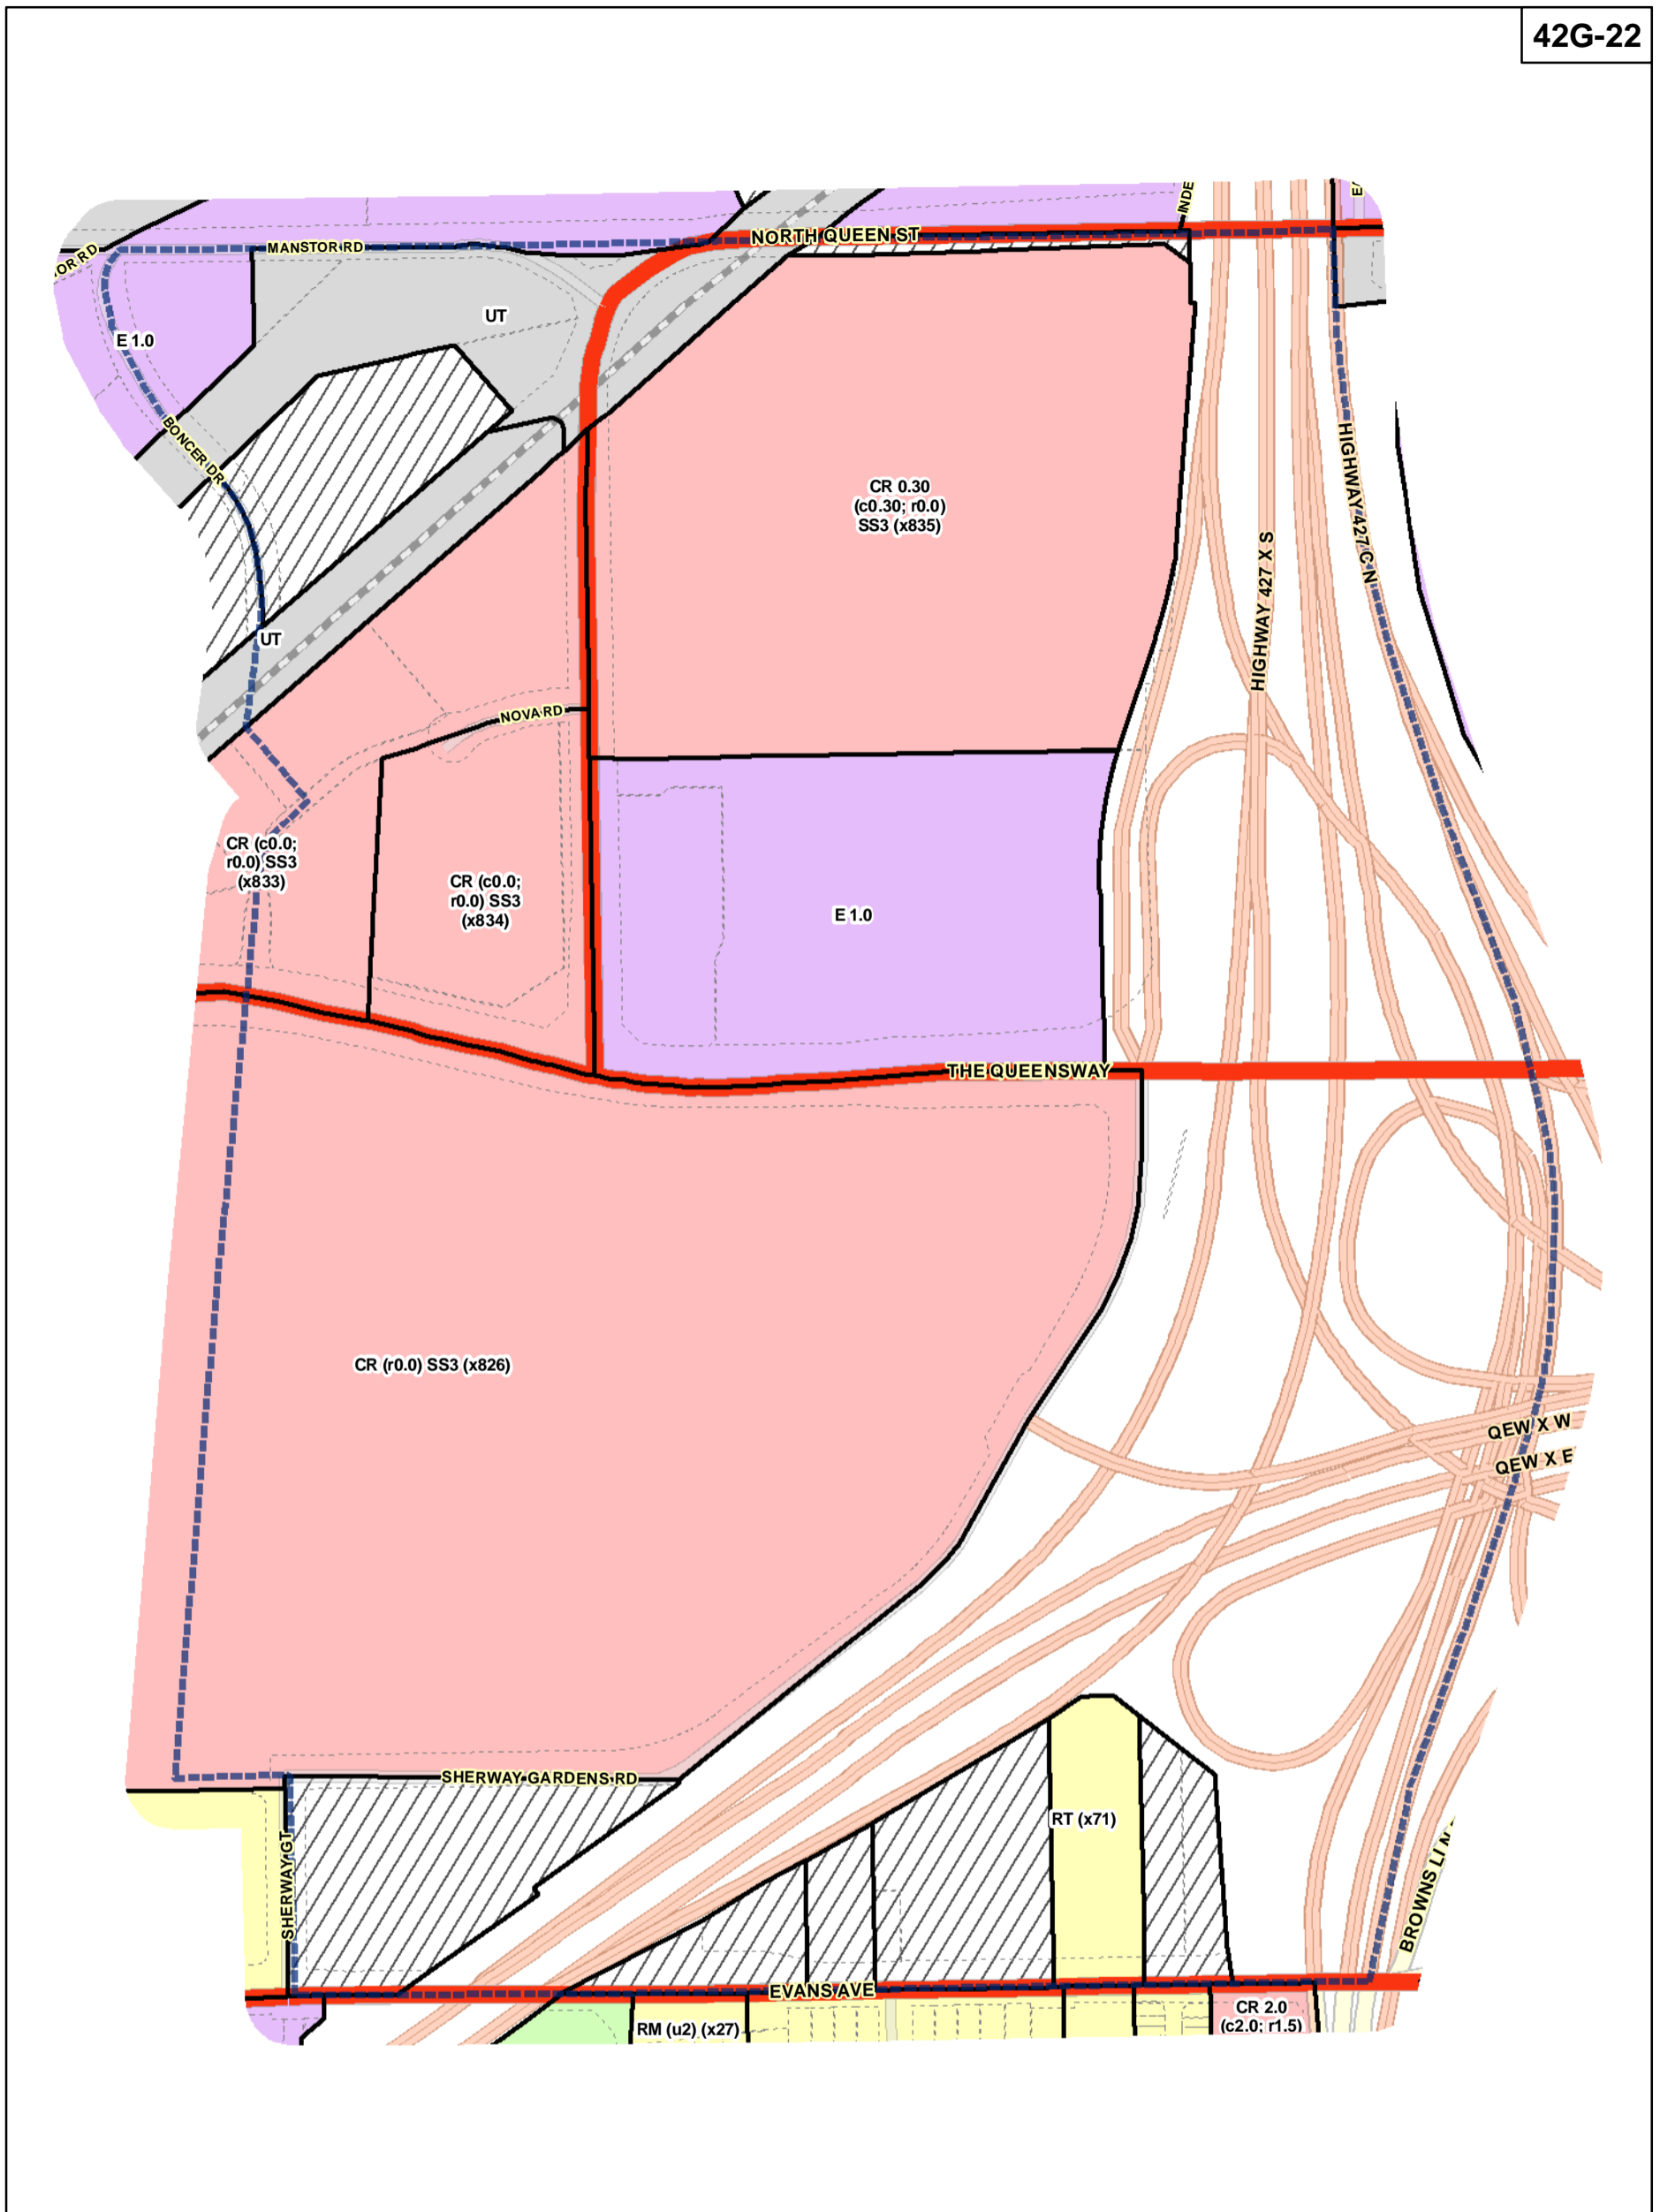 42G-22
INDE
NORTH QUEEN ST
MANSTOR RD
TOR RD
UT
E 1.0
BONCER DR
CR 0.30
(c0.30; r0.0)
SS3 (x835)
HIGHWAY 427 C N
HIGHWAY 427 X S
UT
NOVA RD
CR (c0.0;
r0.0) SS3
(x833)
CR (c0.0;
r0.0) SS3
(x834)
E 1.0
THE QUEENSWAY
CR (r0.0) SS3 (x826)
QEW X W
QEW X E
SHERWAY GARDENS RD
RT (x71)
SHERWAY GT
BROWNS LI N
EVANS AVE
RM (u2) (x27)
CR 2.0
(c2.0; r1.5)